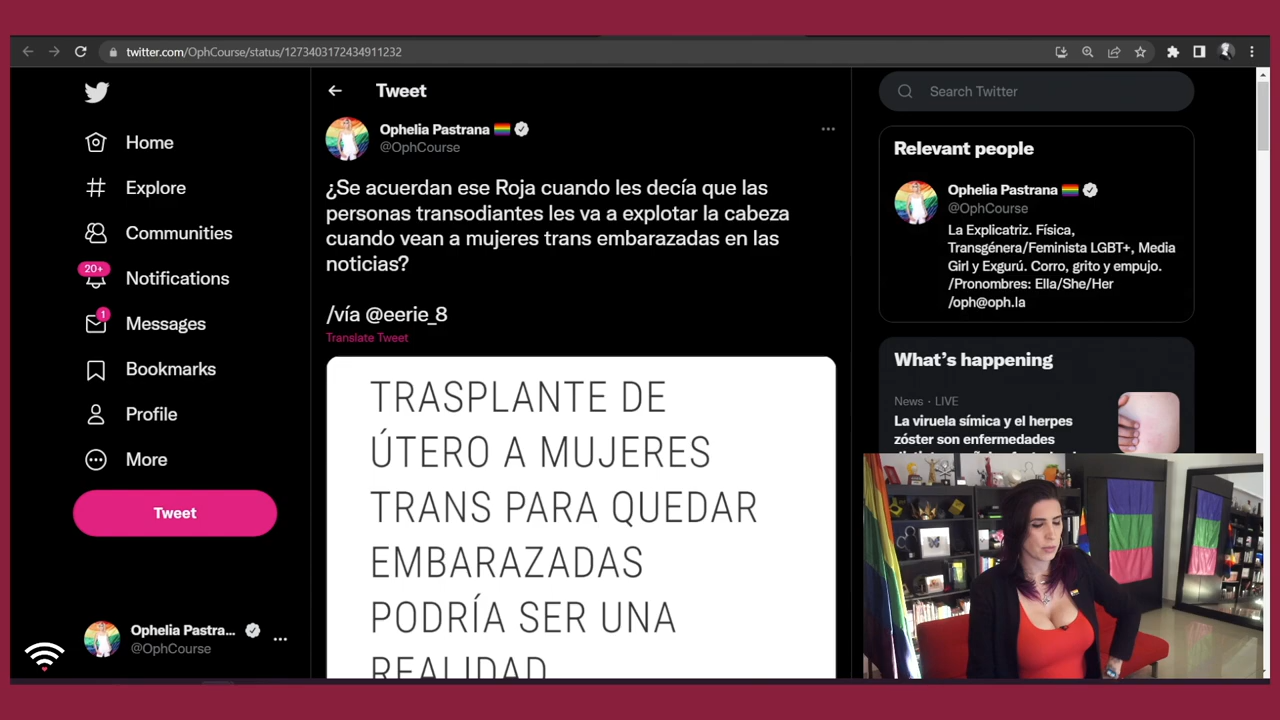 twitter.com/OphCourse/status/1273403172434911232
Home
Explore
Communities
20+
Notifications
1
Messages
Bookmarks
Profile
More
Tweet
Ophelia Pastra...
@OphCourse
Tweet
Ophelia Pastrana
@OphCourse
¿Se acuerdan ese Roja cuando les decía que las
personas transodiantes les va a explotar la cabeza
cuando vean a mujeres trans embarazadas en las
noticias?
/vía @eerie_8
Translate Tweet
TRASPLANTE DE
ÚTERO A MUJERES
TRANS PARA QUEDAR
EMBARAZADAS
PODRÍA SER UNA
REALIDAD
Search Twitter
Relevant people
Ophelia Pastrana
@OphCourse
La Explicatriz. Física,
Transgénera/Feminista LGBT+, Media
Girl y Exgurú. Corro, grito y empujo.
/Pronombres: Ella/She/Her
/oph@oph.la
What's happening
News · LIVE
La viruela símica y el herpes
zóster son enfermedades